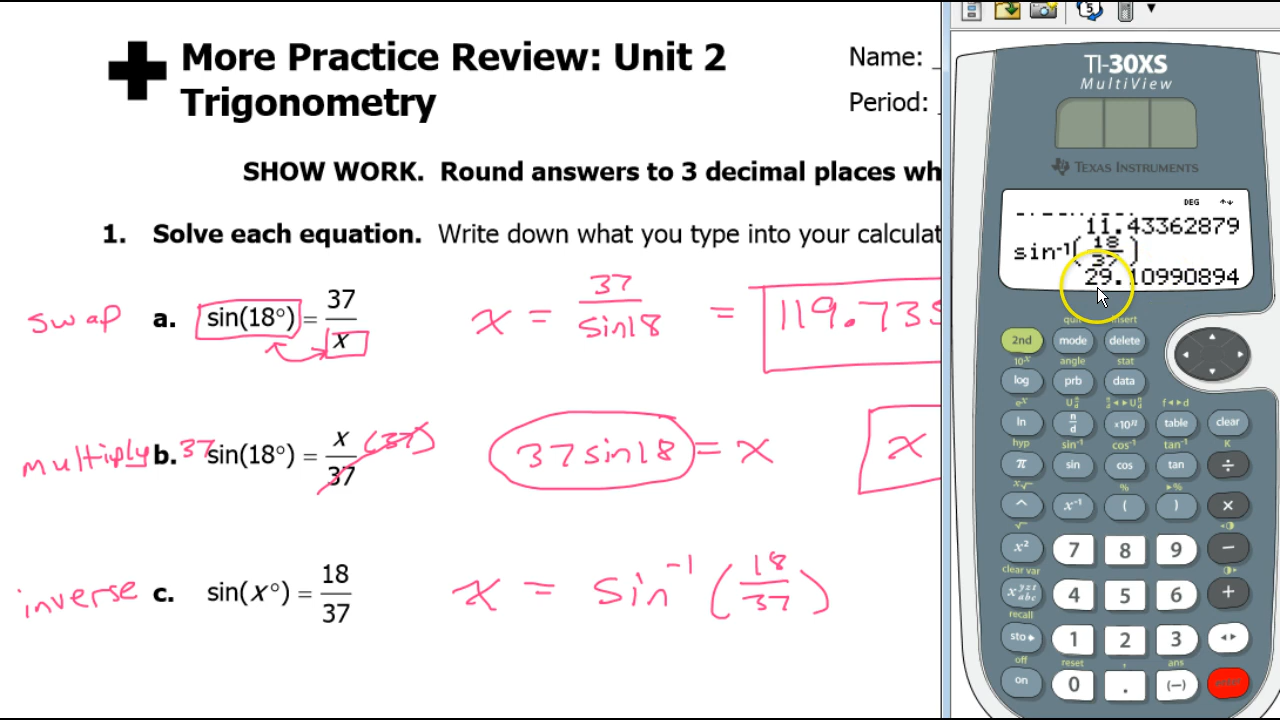 More Practice Review: Unit 2
Trigonometry
Name: _
Period: _
SHOW WORK. Round answers to 3 decimal places wh
1. Solve each equation. Write down what you type into your calculat
swap a. sin(18°) = 37/x x = 37/sin18 = 119.735
multiply b. 37 sin(18°) = x/37 (37) 37sin18 = x x
inverse c. sin(x°) = 18/37 x = sin⁻¹(18/37)
5
TI-30XS
MultiView
TEXAS INSTRUMENTS
DEG
11.43362879
sin⁻¹(18/37)
29.10990894
quit insert
2nd mode delete
10ˣ angle stat
log prb data
eˣ f◄►d
ln n/d ×10ⁿ table clear
hyp sin⁻¹ cos⁻¹ tan⁻¹ K
π sin cos tan ÷
ˣ√ % ►%
^ x⁻¹ ( ) ×
√
x² 7 8 9 −
clear var
x yzt abc 4 5 6 +
recall
sto► 1 2 3 ◄►
off reset , ans
on 0 . (−) enter